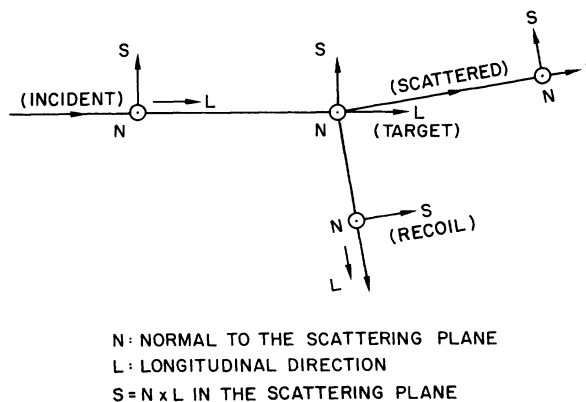 S
S
S
(SCATTERED)
(INCIDENT)
L
N
L
N
N
(TARGET)
N
S
(RECOIL)
L
N: NORMAL TO THE SCATTERING PLANE
L: LONGITUDINAL DIRECTION
S = N x L IN THE SCATTERING PLANE